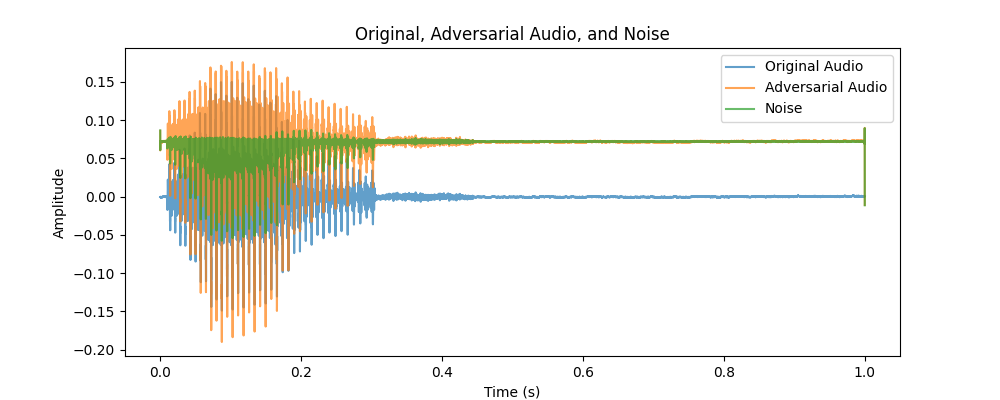 Original, Adversarial Audio, and Noise
Original Audio
Adversarial Audio
Noise
Amplitude
0.15
0.10
0.05
0.00
−0.05
−0.10
−0.15
−0.20
0.0 0.2 0.4 0.6 0.8 1.0
Time (s)